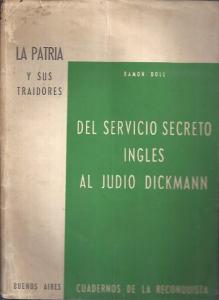 LA PATRIA
Y SUS
TRAIDORES
RAMON DOLL
DEL SERVICIO SECRETO
INGLES
AL JUDIO DICKMANN
BUENOS AIRES
CUADERNOS DE LA RECONQUISTA